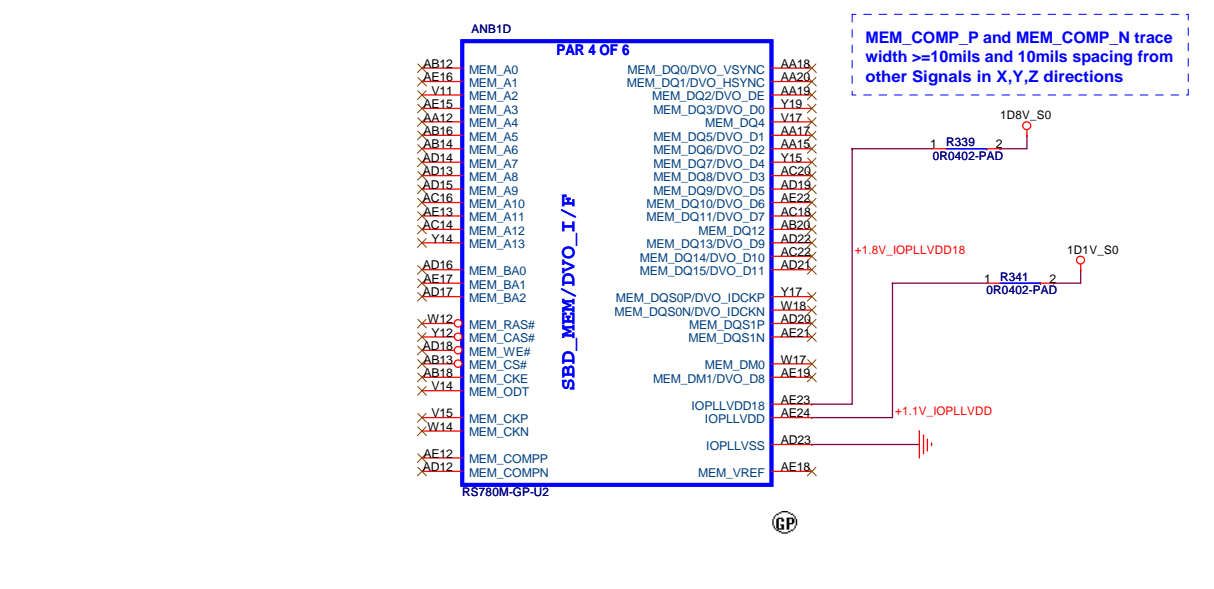 ANB1D
PAR 4 OF 6
MEM_COMP_P and MEM_COMP_N trace
width >=10mils and 10mils spacing from
other Signals in X,Y,Z directions
AB12 MEM_A0 MEM_DQ0/DVO_VSYNC AA18
AE16 MEM_A1 MEM_DQ1/DVO_HSYNC AA20
V11 MEM_A2 MEM_DQ2/DVO_DE AA19
AE15 MEM_A3 MEM_DQ3/DVO_D0 Y19
AA12 MEM_A4 MEM_DQ4 V17
AB16 MEM_A5 MEM_DQ5/DVO_D1 AA17
AB14 MEM_A6 MEM_DQ6/DVO_D2 AA15
AD14 MEM_A7 MEM_DQ7/DVO_D4 Y15
AD13 MEM_A8 MEM_DQ8/DVO_D3 AC20
AD15 MEM_A9 MEM_DQ9/DVO_D5 AD19
AC16 MEM_A10 MEM_DQ10/DVO_D6 AE22
AE13 MEM_A11 MEM_DQ11/DVO_D7 AC18
AC14 MEM_A12 MEM_DQ12 AB20
Y14 MEM_A13 MEM_DQ13/DVO_D9 AD22
MEM_DQ14/DVO_D10 AC22
AD16 MEM_BA0 MEM_DQ15/DVO_D11 AD21
AE17 MEM_BA1
AD17 MEM_BA2 MEM_DQS0P/DVO_IDCKP Y17
MEM_DQS0N/DVO_IDCKN W18
W12 MEM_RAS# MEM_DQS1P AD20
Y12 MEM_CAS# MEM_DQS1N AE21
AD18 MEM_WE#
AB13 MEM_CS# MEM_DM0 W17
AB18 MEM_CKE MEM_DM1/DVO_D8 AE19
V14 MEM_ODT
IOPLLVDD18 AE23
V15 MEM_CKP IOPLLVDD AE24
W14 MEM_CKN
IOPLLVSS AD23
AE12 MEM_COMPP
AD12 MEM_COMPN MEM_VREF AE18
SBD_MEM/DVO_I/F
RS780M-GP-U2
1D8V_S0
1 R339 2
0R0402-PAD
+1.8V_IOPLLVDD18
1D1V_S0
1 R341 2
0R0402-PAD
+1.1V_IOPLLVDD
GP